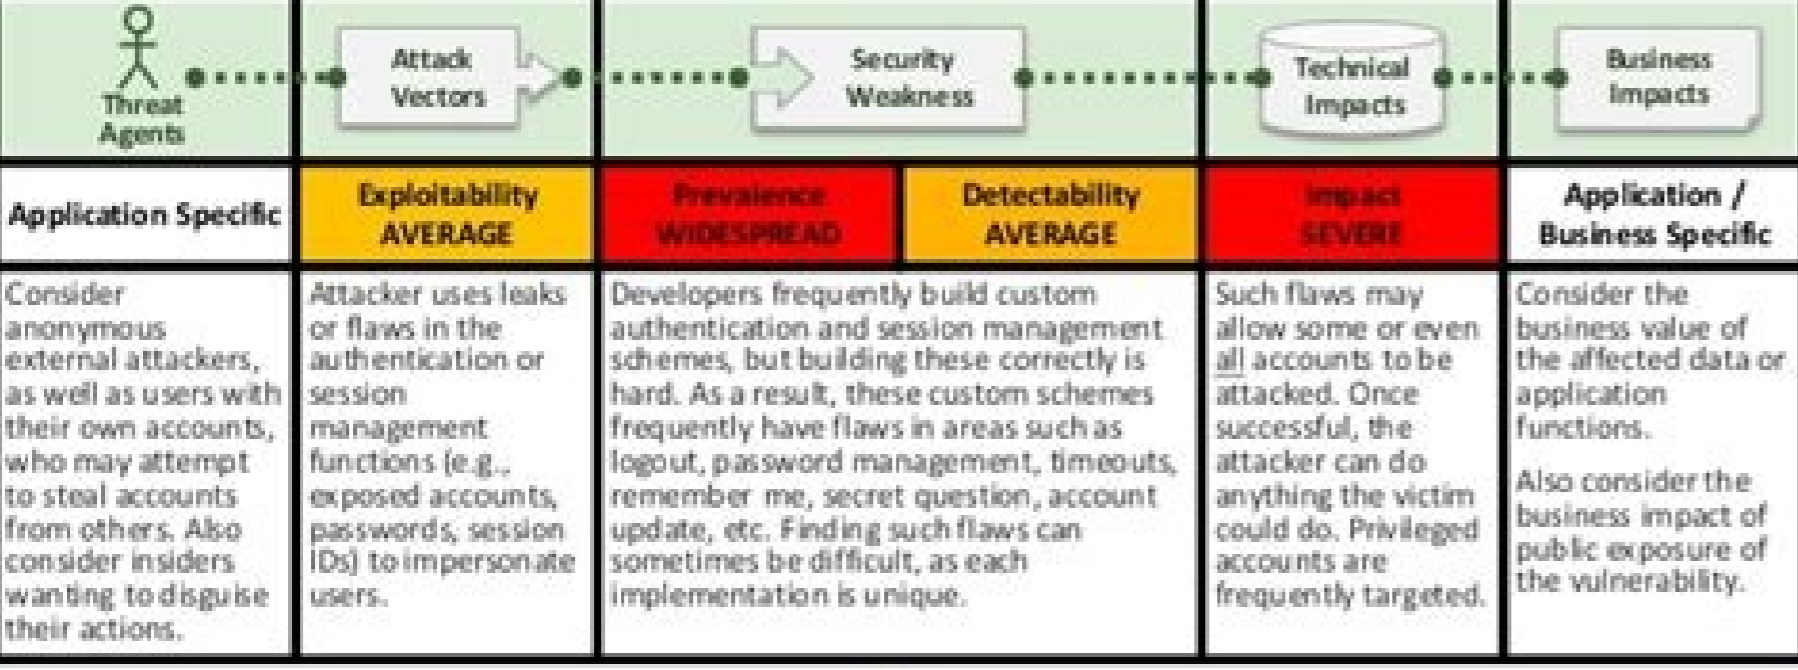 Threat
Agents
Attack
Vectors
Security
Weakness
Technical
Impacts
Business
Impacts
Application Specific
Exploitability
AVERAGE
Prevalence
WIDESPREAD
Detectability
AVERAGE
Impact
SEVERE
Application /
Business Specific
Consider
anonymous
external attackers,
as well as users with
their own accounts,
who may attempt
to steal accounts
from others. Also
consider insiders
wanting to disguise
their actions.
Attacker uses leaks
or flaws in the
authentication or
session
management
functions (e.g.,
exposed accounts,
passwords, session
IDs) to impersonate
users.
Developers frequently build custom
authentication and session management
schemes, but building these correctly is
hard. As a result, these custom schemes
frequently have flaws in areas such as
logout, password management, timeouts,
remember me, secret question, account
update, etc. Finding such flaws can
sometimes be difficult, as each
implementation is unique.
Such flaws may
allow some or even
all accounts to be
attacked. Once
successful, the
attacker can do
anything the victim
could do. Privileged
accounts are
frequently targeted.
Consider the
business value of
the affected data or
application
functions.
Also consider the
business impact of
public exposure of
the vulnerability.